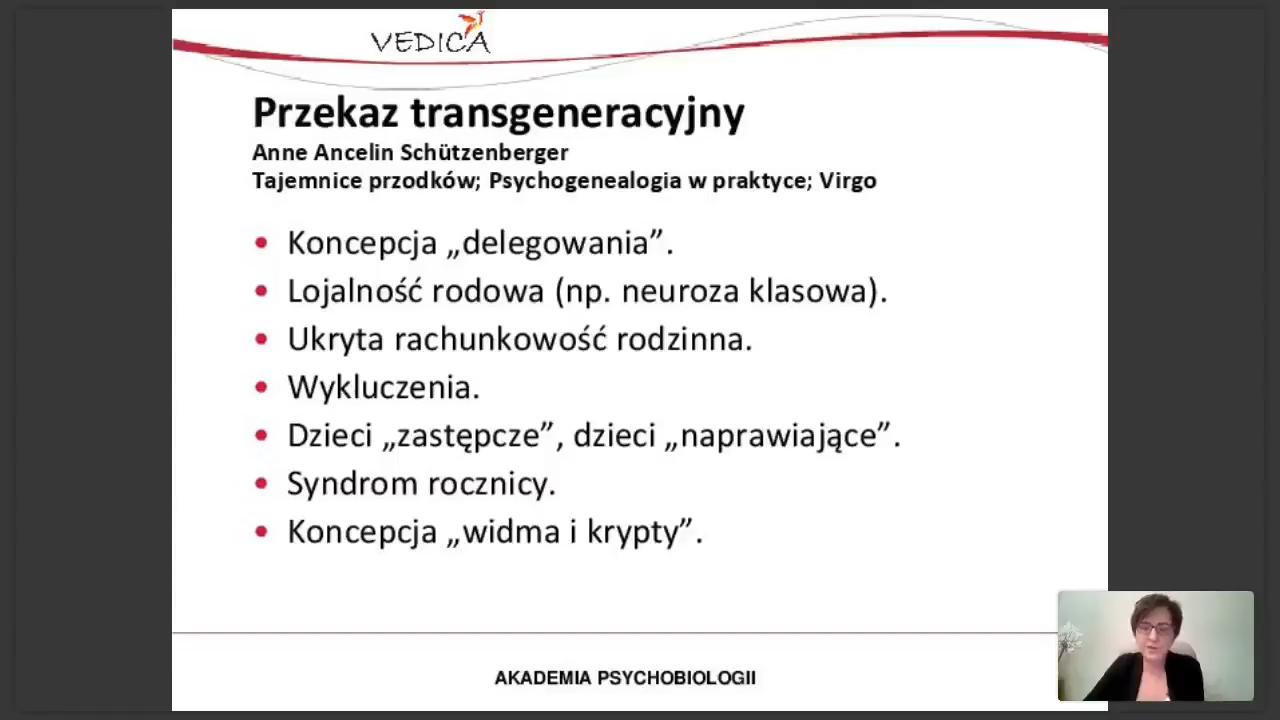 VEDICA
Przekaz transgeneracyjny
Anne Ancelin Schützenberger
Tajemnice przodków; Psychogenealogia w praktyce; Virgo
• Koncepcja „delegowania”.
• Lojalność rodowa (np. neuroza klasowa).
• Ukryta rachunkowość rodzinna.
• Wykluczenia.
• Dzieci „zastępcze”, dzieci „naprawiające”.
• Syndrom rocznicy.
• Koncepcja „widma i krypty”.
AKADEMIA PSYCHOBIOLOGII